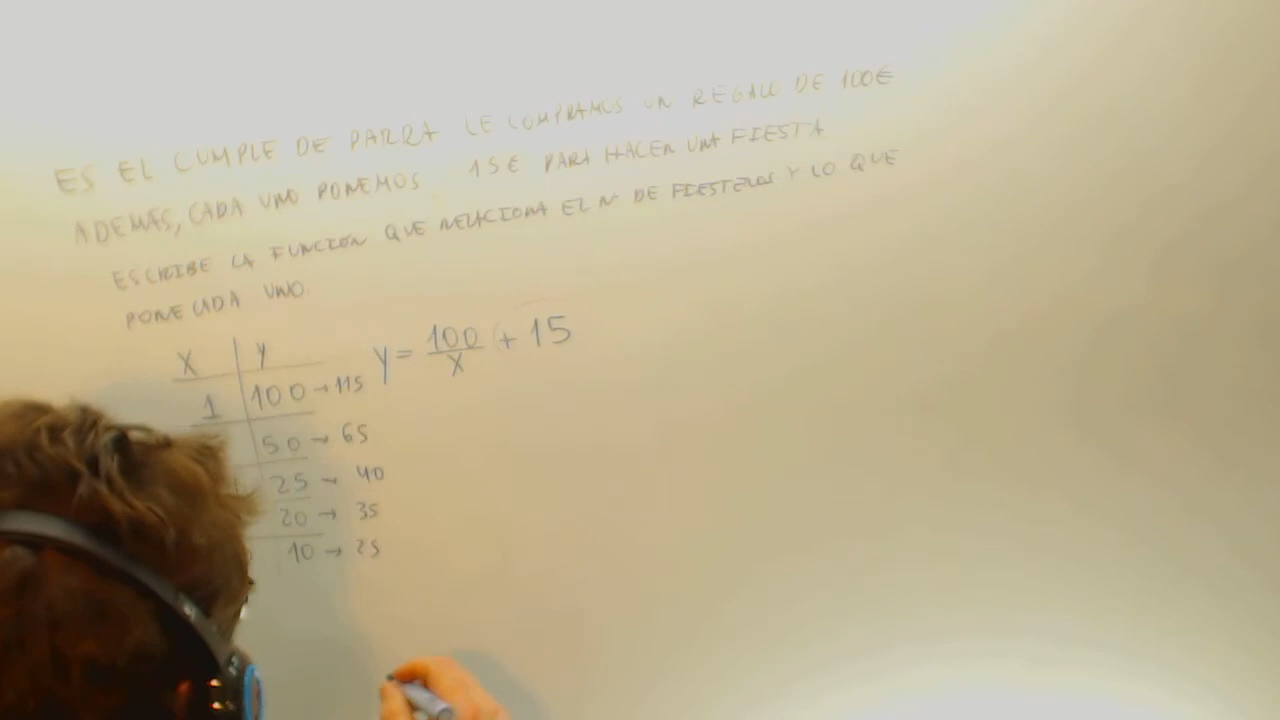 ES EL CUMPLE DE PARRA LE COMPRAMOS UN REGALO DE 100€
ADEMÁS, CADA UNO PONEMOS 15€ PARA HACER UNA FIESTA
ESCRIBE LA FUNCIÓN QUE RELACIONA EL Nº DE FIESTEROS Y LO QUE
PONE CADA UNO
X | Y
1 | 100 → 115
50 → 65
25 → 40
20 → 35
10 → 25
y = 100/x + 15